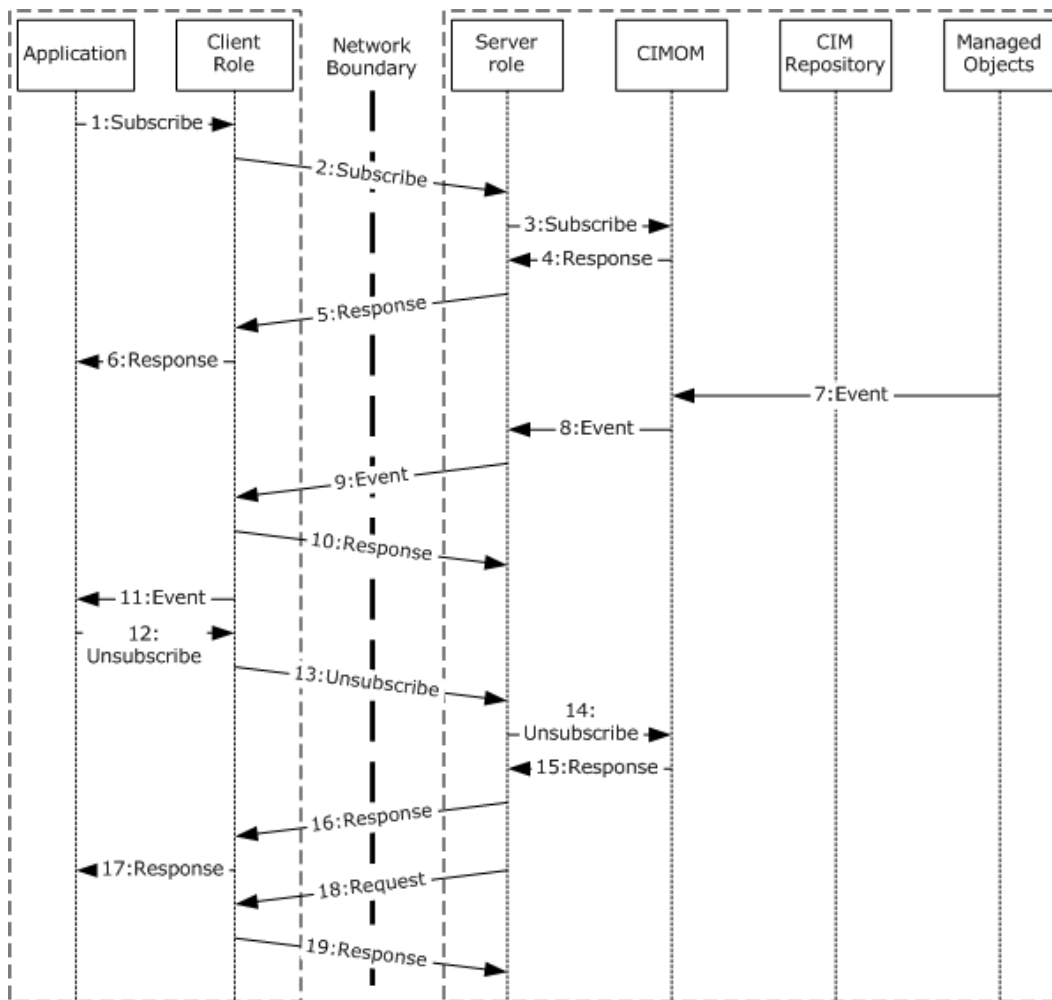 Application
Client
Role
Network
Boundary
Server
role
CIMOM
CIM
Repository
Managed
Objects
1:Subscribe
2:Subscribe
3:Subscribe
4:Response
5:Response
6:Response
7:Event
8:Event
9:Event
10:Response
11:Event
12:
Unsubscribe
13:Unsubscribe
14:
Unsubscribe
15:Response
16:Response
17:Response
18:Request
19:Response